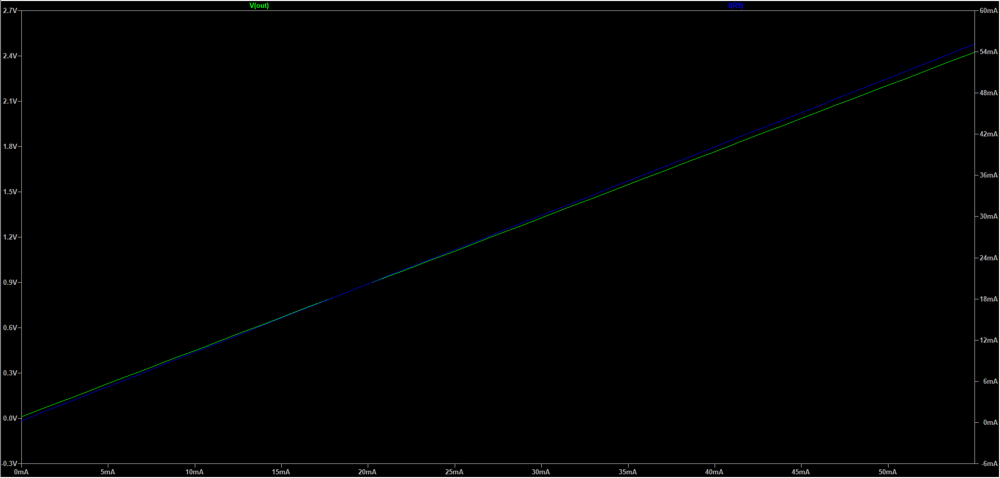 V(out) I(R9)
2.7V 60mA
2.4V 54mA
2.1V 48mA
1.8V 42mA
1.5V 36mA
1.2V 30mA
0.9V 24mA
0.6V 18mA
0.3V 12mA
0.0V 6mA
-0.3V 0mA
-6mA
0mA 5mA 10mA 15mA 20mA 25mA 30mA 35mA 40mA 45mA 50mA